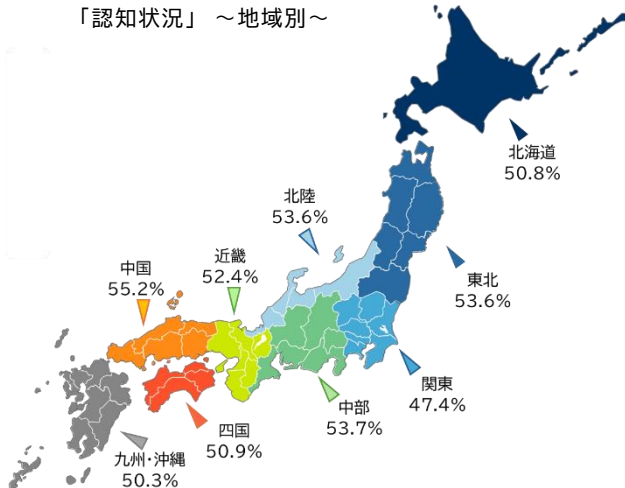 「認知状況」 ～地域別～
北海道
50.8%
北陸
53.6%
近畿
52.4%
中国
55.2%
東北
53.6%
関東
47.4%
中部
53.7%
四国
50.9%
九州・沖縄
50.3%